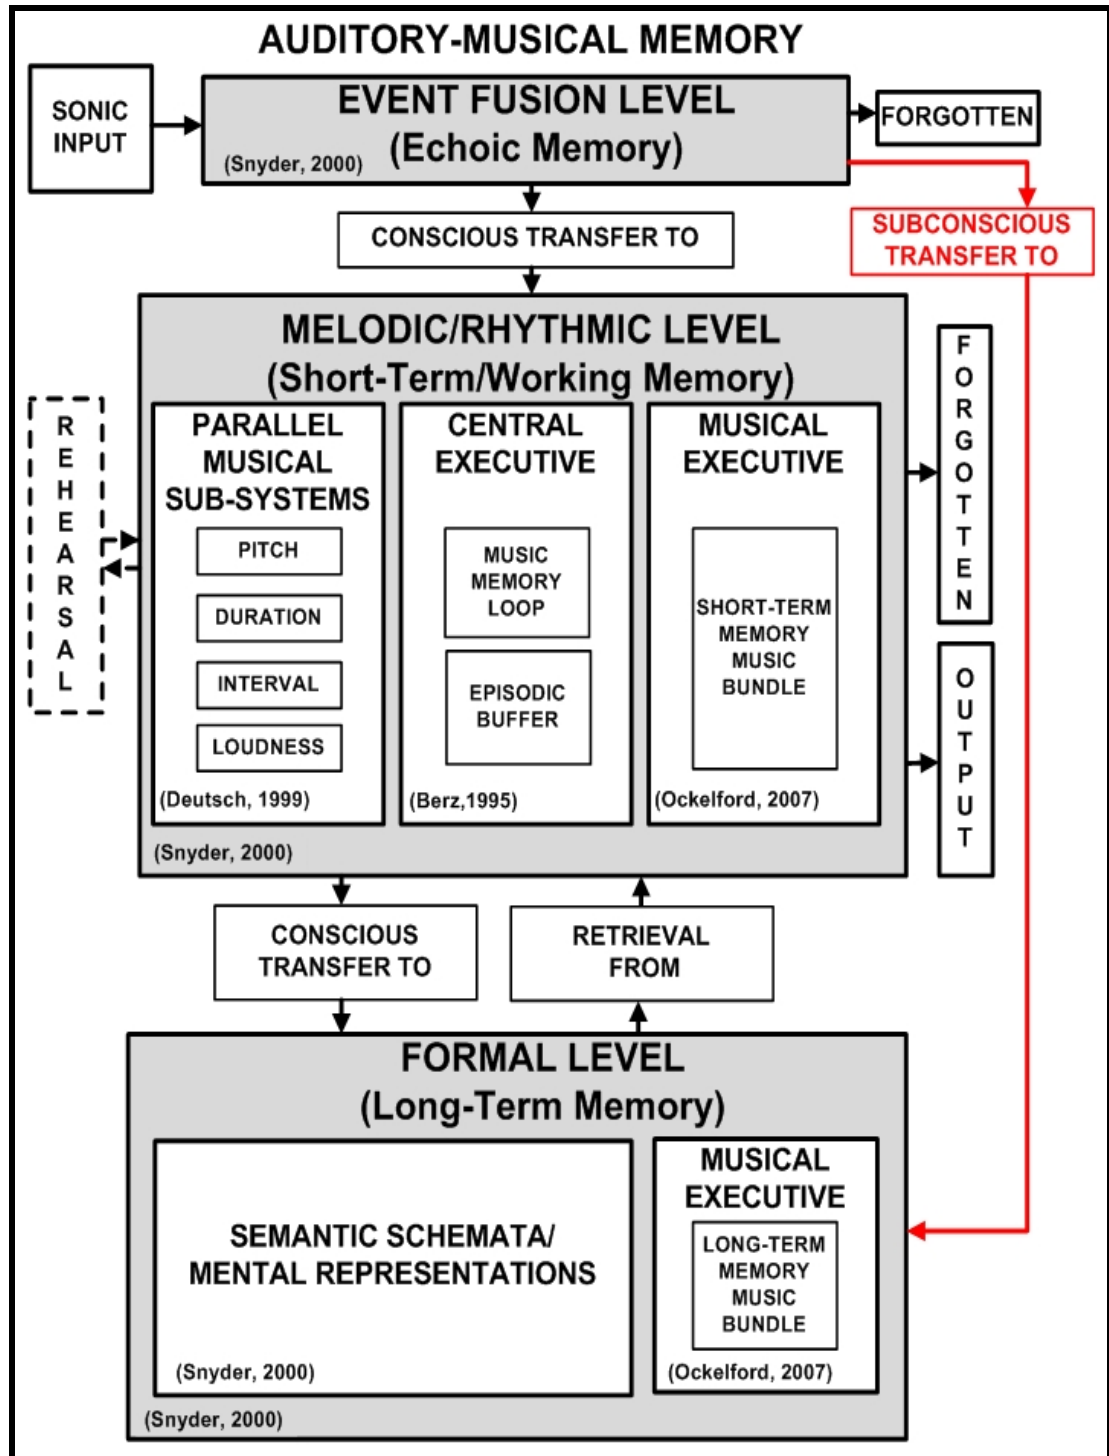 AUDITORY-MUSICAL MEMORY
SONIC
INPUT
EVENT FUSION LEVEL
(Echoic Memory)
(Snyder, 2000)
FORGOTTEN
SUBCONSCIOUS
TRANSFER TO
CONSCIOUS TRANSFER TO
MELODIC/RHYTHMIC LEVEL
(Short-Term/Working Memory)
REHEARSAL
PARALLEL
MUSICAL
SUB-SYSTEMS
PITCH
DURATION
INTERVAL
LOUDNESS
(Deutsch, 1999)
CENTRAL
EXECUTIVE
MUSIC
MEMORY
LOOP
EPISODIC
BUFFER
(Berz,1995)
MUSICAL
EXECUTIVE
SHORT-TERM
MEMORY
MUSIC
BUNDLE
(Ockelford, 2007)
(Snyder, 2000)
FORGOTTEN
OUTPUT
CONSCIOUS
TRANSFER TO
RETRIEVAL
FROM
FORMAL LEVEL
(Long-Term Memory)
SEMANTIC SCHEMATA/
MENTAL REPRESENTATIONS
(Snyder, 2000)
MUSICAL
EXECUTIVE
LONG-TERM
MEMORY
MUSIC
BUNDLE
(Ockelford, 2007)
(Snyder, 2000)